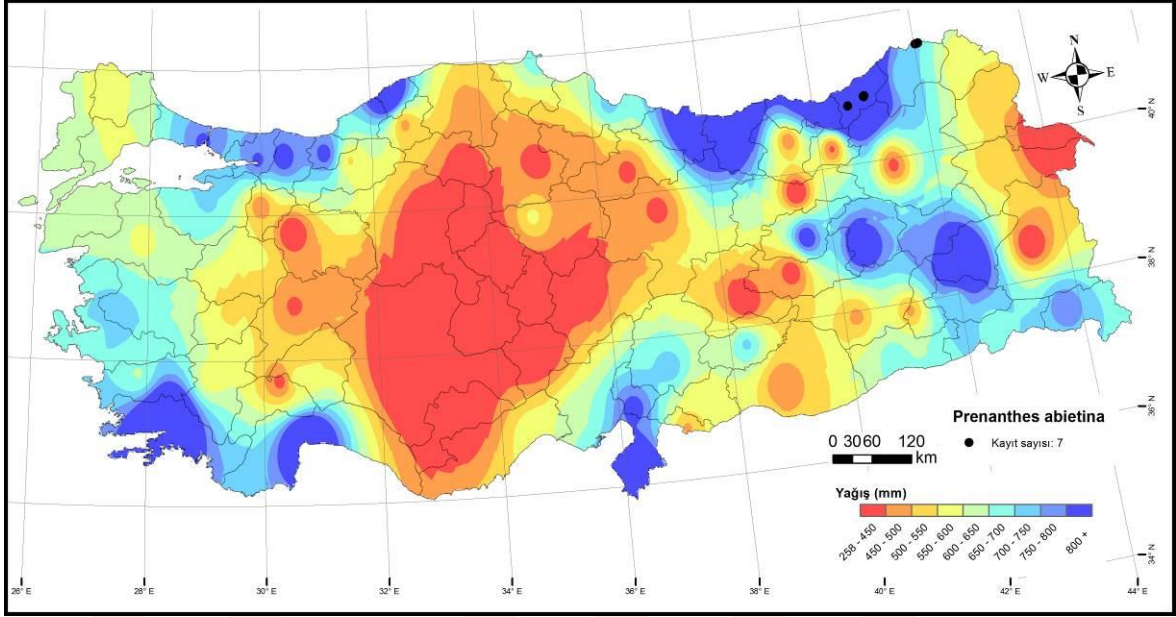 N
W E
S
40° N
38° N
36° N
34° N
Prenanthes abietina
Kayıt sayısı: 7
0 30 60 120
km
Yağış (mm)
258 - 450
450 - 500
500 - 550
550 - 600
600 - 650
650 - 700
700 - 750
750 - 800
800 +
26° E 28° E 30° E 32° E 34° E 36° E 38° E 40° E 42° E 44° E